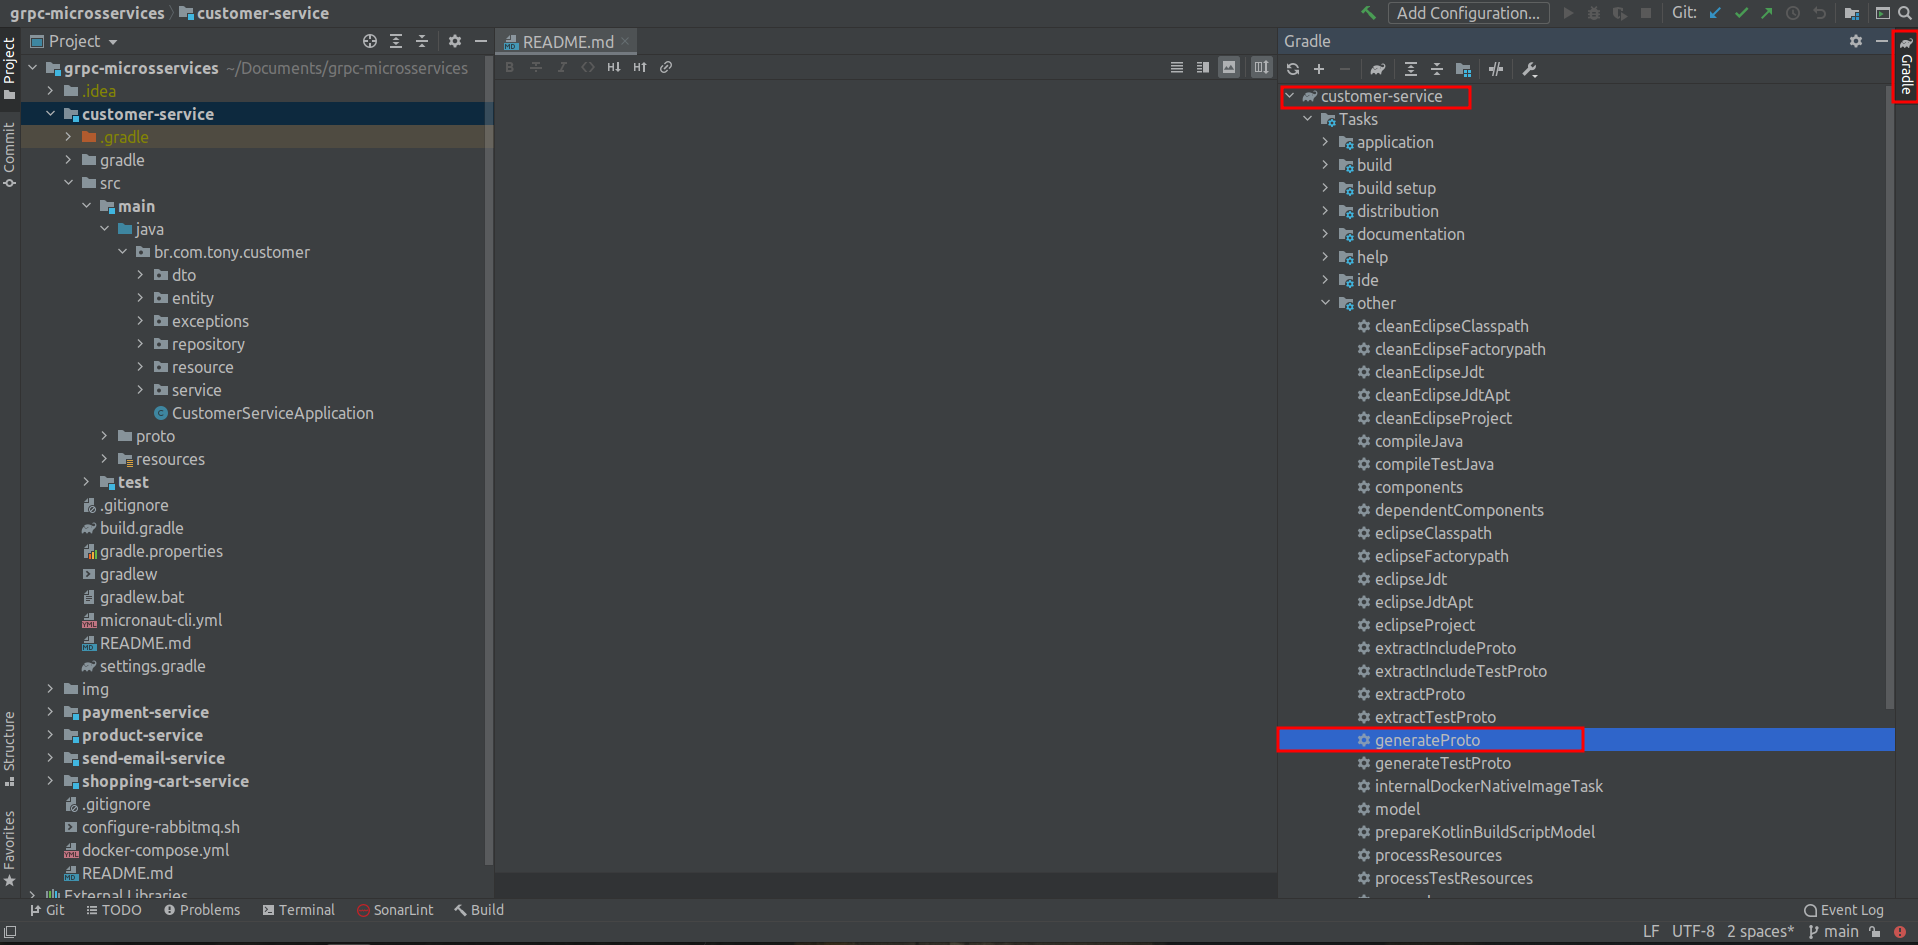 grpc-microsservices customer-service
Add Configuration...
Git:
Project
README.md
Gradle
Project
Commit
Structure
Favorites
Gradle
grpc-microsservices ~/Documents/grpc-microsservices
.idea
customer-service
.gradle
gradle
src
main
java
br.com.tony.customer
dto
entity
exceptions
repository
resource
service
CustomerServiceApplication
proto
resources
test
.gitignore
build.gradle
gradle.properties
gradlew
gradlew.bat
micronaut-cli.yml
README.md
settings.gradle
img
payment-service
product-service
send-email-service
shopping-cart-service
.gitignore
configure-rabbitmq.sh
docker-compose.yml
README.md
External Libraries
B I H↓ H↑
customer-service
Tasks
application
build
build setup
distribution
documentation
help
ide
other
cleanEclipseClasspath
cleanEclipseFactorypath
cleanEclipseJdt
cleanEclipseJdtApt
cleanEclipseProject
compileJava
compileTestJava
components
dependentComponents
eclipseClasspath
eclipseFactorypath
eclipseJdt
eclipseJdtApt
eclipseProject
extractIncludeProto
extractIncludeTestProto
extractProto
extractTestProto
generateProto
generateTestProto
internalDockerNativeImageTask
model
prepareKotlinBuildScriptModel
processResources
processTestResources
Git TODO Problems Terminal SonarLint Build
Event Log
LF UTF-8 2 spaces* main